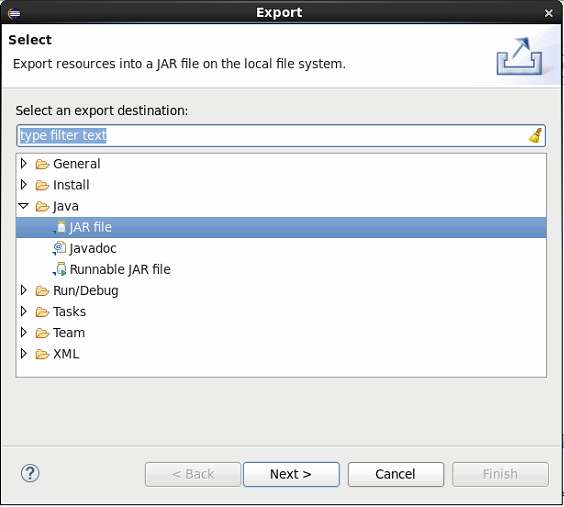 Export
Select
Export resources into a JAR file on the local file system.
Select an export destination:
type filter text
General
Install
Java
JAR file
Javadoc
Runnable JAR file
Run/Debug
Tasks
Team
XML
?
< Back
Next >
Cancel
Finish